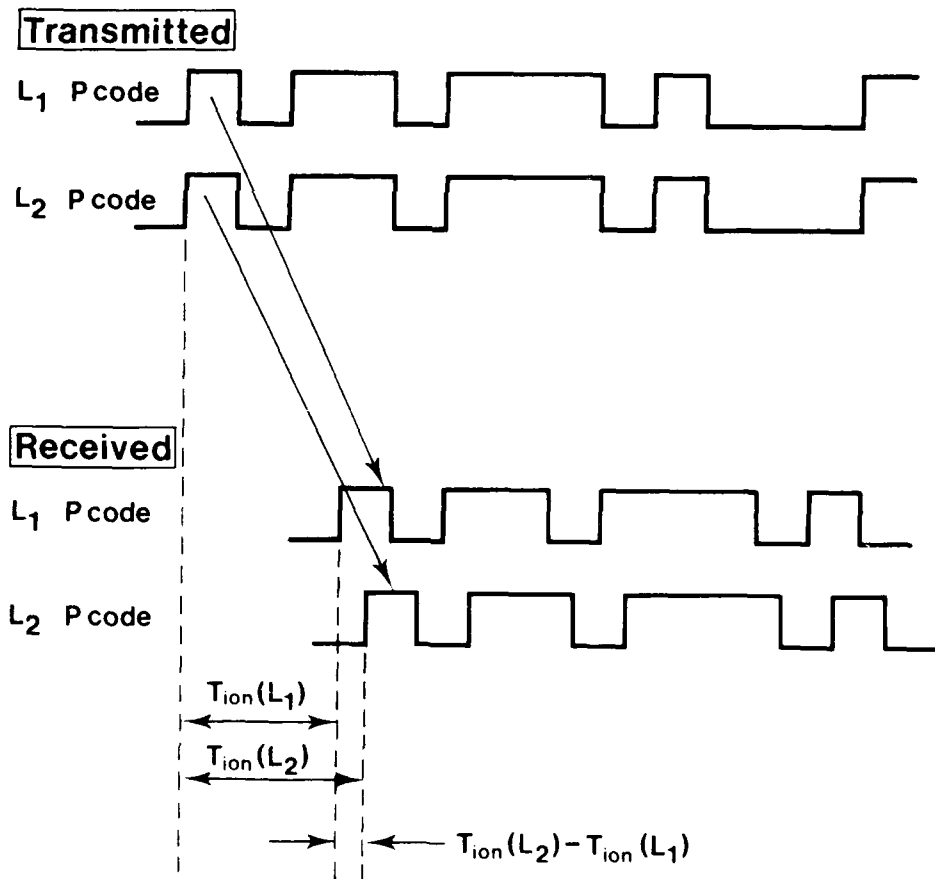 Transmitted
L₁ P code
L₂ P code
Received
L₁ P code
L₂ P code
Tᵢₒₙ(L₁)
Tᵢₒₙ(L₂)
Tᵢₒₙ(L₂) – Tᵢₒₙ(L₁)